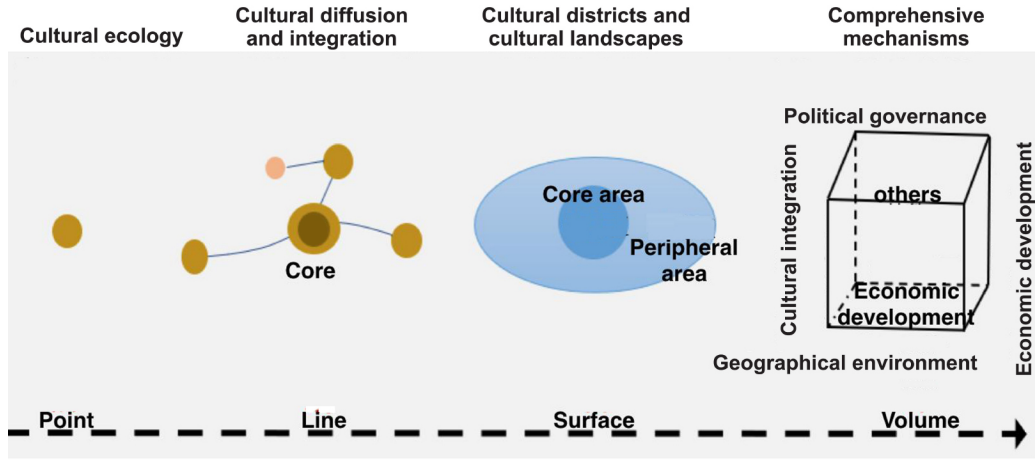 Cultural ecology
Cultural diffusion
and integration
Cultural districts and
cultural landscapes
Comprehensive
mechanisms
Core
Core area
Peripheral
area
Political governance
Cultural integration
others
Economic
development
Economic development
Geographical environment
Point
Line
Surface
Volume